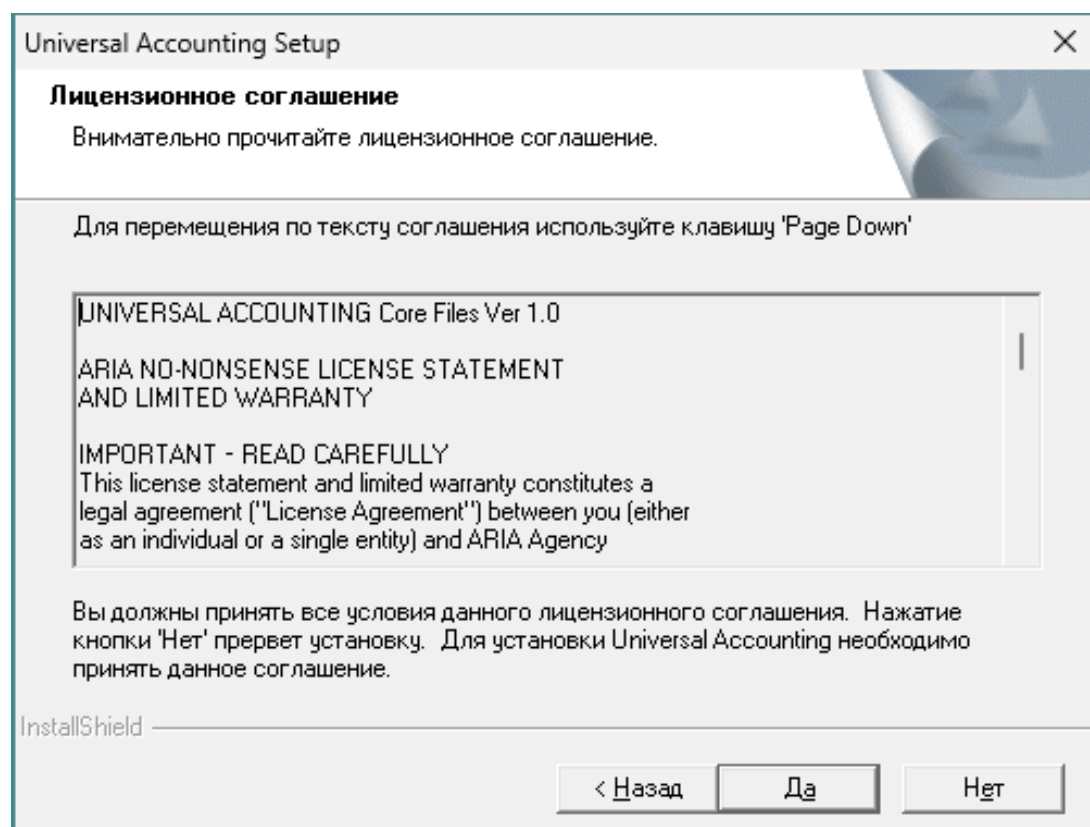 Universal Accounting Setup
Лицензионное соглашение
Внимательно прочитайте лицензионное соглашение.
Для перемещения по тексту соглашения используйте клавишу 'Page Down'
UNIVERSAL ACCOUNTING Core Files Ver 1.0
ARIA NO-NONSENSE LICENSE STATEMENT
AND LIMITED WARRANTY
IMPORTANT - READ CAREFULLY
This license statement and limited warranty constitutes a
legal agreement ("License Agreement") between you (either
as an individual or a single entity) and ARIA Agency
Вы должны принять все условия данного лицензионного соглашения. Нажатие
кнопки 'Нет' прервет установку. Для установки Universal Accounting необходимо
принять данное соглашение.
InstallShield
< Назад Да Нет